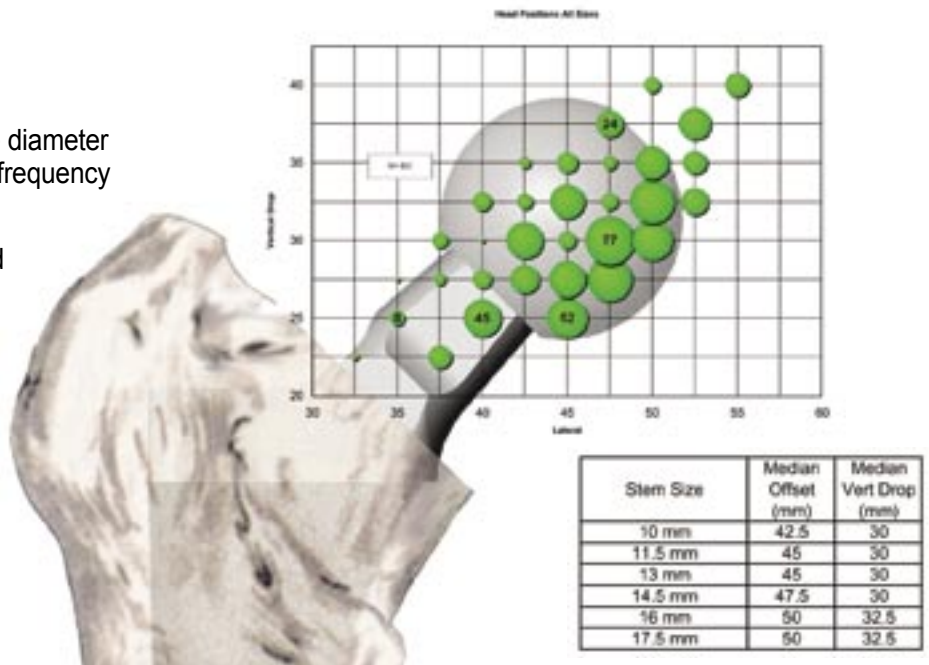 Head Positions All Sizes
diameter
frequency
Vertical Drop
40
35
30
25
20
24
77
45
52
30 35 40 45 50 55 60
Lateral
Stem Size
Median Offset (mm)
Median Vert Drop (mm)
10 mm 42.5 30
11.5 mm 45 30
13 mm 45 30
14.5 mm 47.5 30
16 mm 50 32.5
17.5 mm 50 32.5